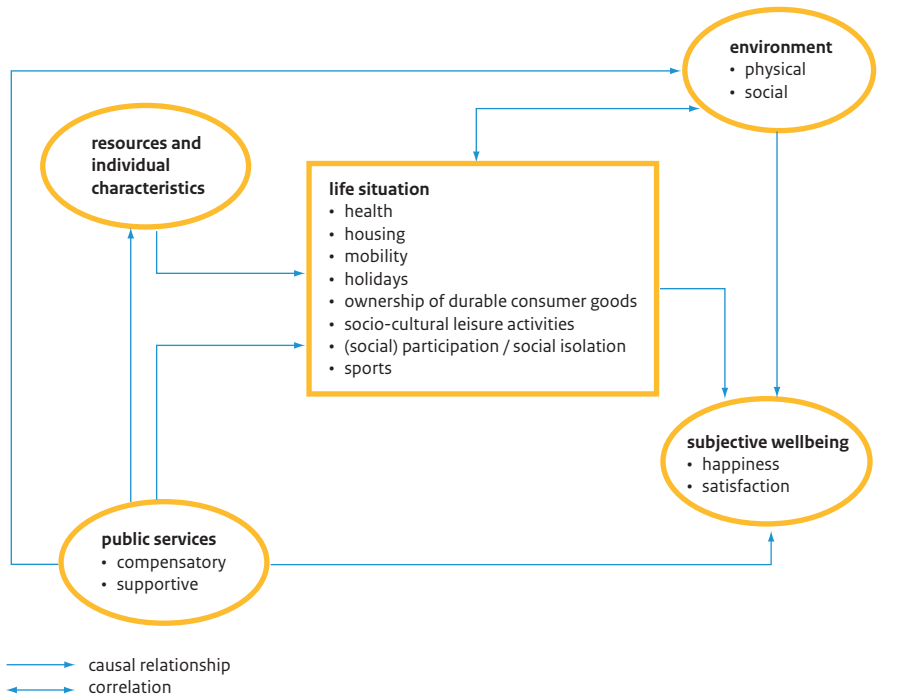 environment
• physical
• social
resources and
individual
characteristics
life situation
• health
• housing
• mobility
• holidays
• ownership of durable consumer goods
• socio-cultural leisure activities
• (social) participation / social isolation
• sports
subjective wellbeing
• happiness
• satisfaction
public services
• compensatory
• supportive
causal relationship
correlation